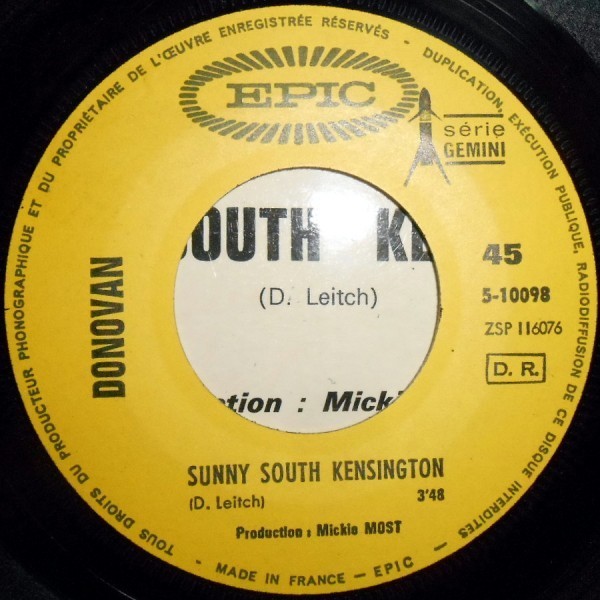 TOUS DROITS DU PRODUCTEUR PHONOGRAPHIQUE ET DU PROPRIÉTAIRE DE L'ŒUVRE ENREGISTRÉE RÉSERVÉS - DUPLICATION, EXÉCUTION PUBLIQUE, RADIODIFFUSION DE CE DISQUE INTERDITES
EPIC
série
GEMINI
OUTH KE
(D. Leitch)
tion : Micki
DONOVAN
45
5-10098
ZSP 116076
D. R.
SUNNY SOUTH KENSINGTON
(D. Leitch) 3'48
Production : Mickie MOST
- MADE IN FRANCE - EPIC -